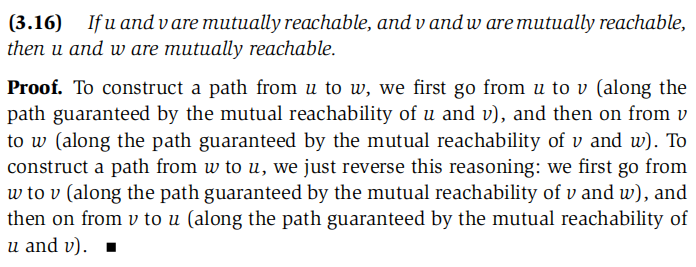 (3.16) If u and v are mutually reachable, and v and w are mutually reachable,
then u and w are mutually reachable.
Proof. To construct a path from u to w, we first go from u to v (along the
path guaranteed by the mutual reachability of u and v), and then on from v
to w (along the path guaranteed by the mutual reachability of v and w). To
construct a path from w to u, we just reverse this reasoning: we first go from
w to v (along the path guaranteed by the mutual reachability of v and w), and
then on from v to u (along the path guaranteed by the mutual reachability of
u and v). ■